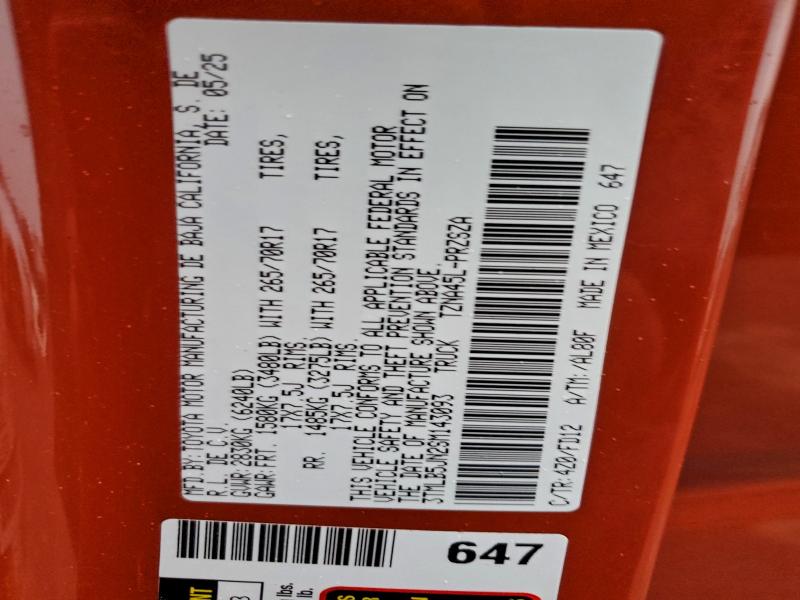 MFD.BY: TOYOTA MOTOR MANUFACTURING DE BAJA CALIFORNIA, S. DE
R.L. DE C.V. DATE: 05/25
GVWR: 2830KG (6240LB)
GAWR: FRT. 1580KG (3480LB) WITH 265/70R17 TIRES,
17X7.5J RIMS.
RR. 1485KG (3275LB) WITH 265/70R17 TIRES,
17X7.5J RIMS.
THIS VEHICLE CONFORMS TO ALL APPLICABLE FEDERAL MOTOR
VEHICLE SAFETY AND THEFT PREVENTION STANDARDS IN EFFECT ON
THE DATE OF MANUFACTURE SHOWN ABOVE.
3TMLB5JN2SM143093 TRUCK TZNA45L-PRZSZA
C/TR: 4Z0/FD12 A/TM: /AL80F MADE IN MEXICO 647
647
lbs.
lb.